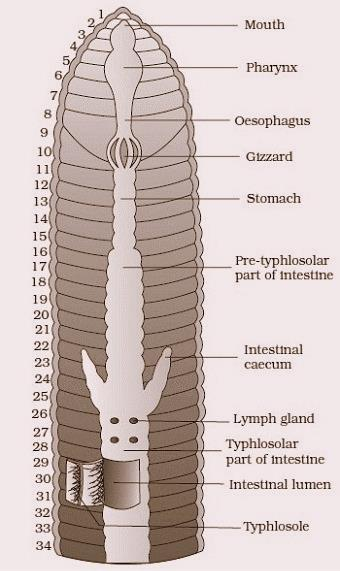 1
2
3
4
5
6
7
8
9
10
11
12
13
14
15
16
17
18
19
20
21
22
23
24
25
26
27
28
29
30
31
32
33
34
Mouth
Pharynx
Oesophagus
Gizzard
Stomach
Pre-typhlosolar
part of intestine
Intestinal
caecum
Lymph gland
Typhlosolar
part of intestine
Intestinal lumen
Typhlosole